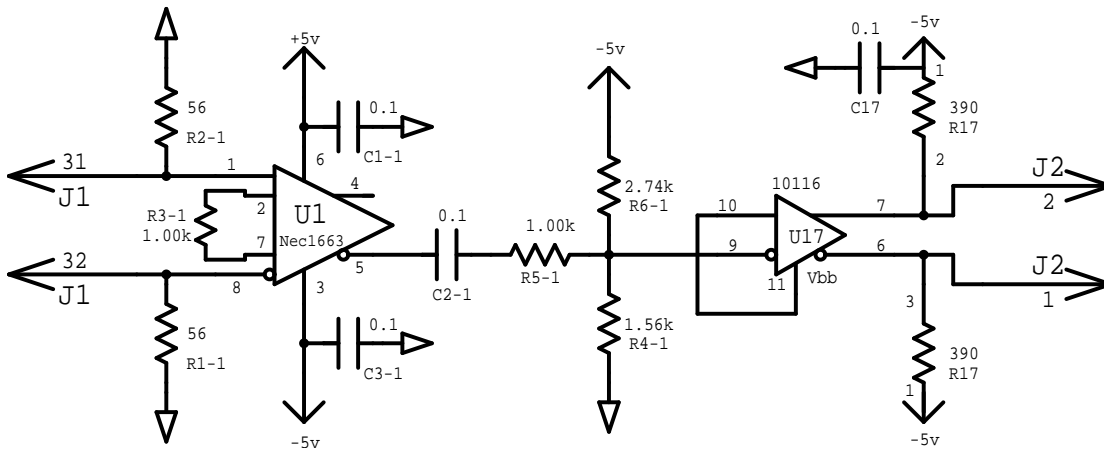 +5v
-5v
0.1
-5v
C17
1
56
R2-1
0.1
C1-1
6
390
R17
31
J1
1
4
2
2.74k
R6-1
10116
J2
2
R3-1
1.00k
2
U1
Nec1663
7
0.1
1.00k
10
7
U17
9
6
J2
1
32
J1
8
5
C2-1
R5-1
11
Vbb
3
56
R1-1
0.1
C3-1
1.56k
R4-1
3
390
R17
1
-5v
-5v